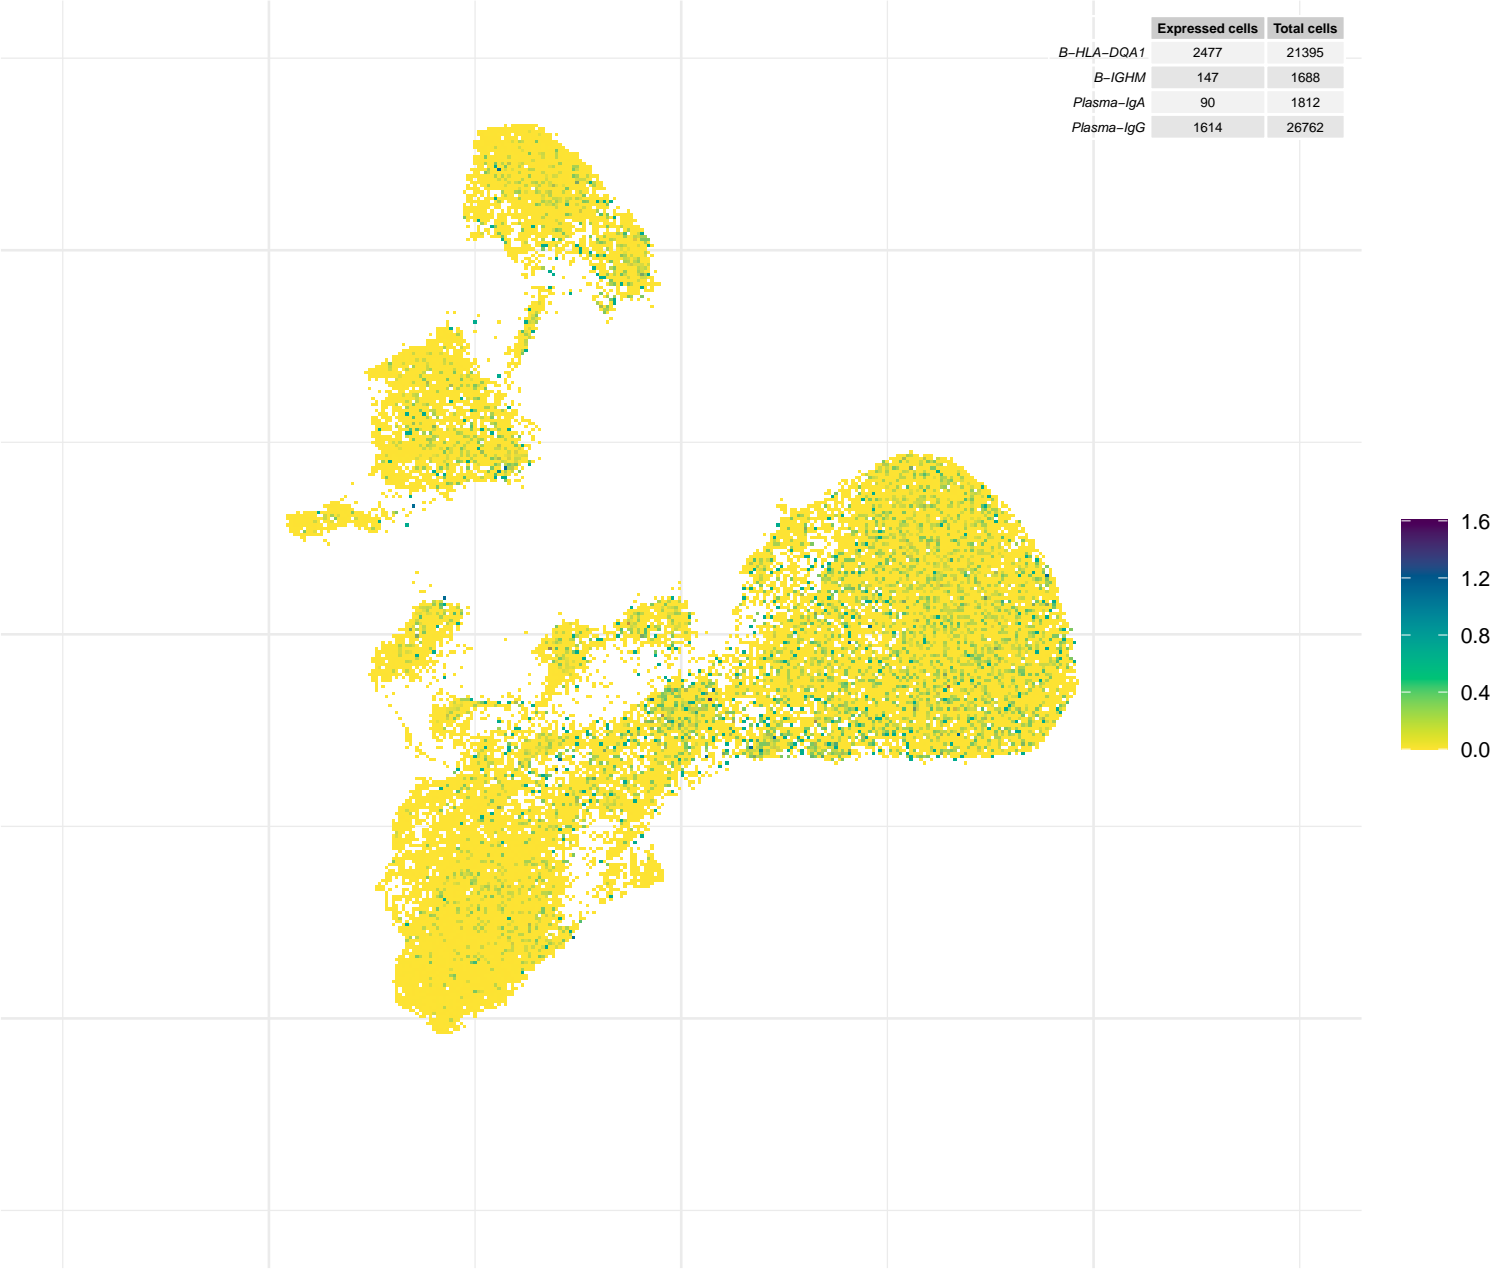 Expressed cells Total cells
B−HLA−DQA1 2477 21395
B−IGHM 147 1688
Plasma−IgA 90 1812
Plasma−IgG 1614 26762
1.6
1.2
0.8
0.4
0.0